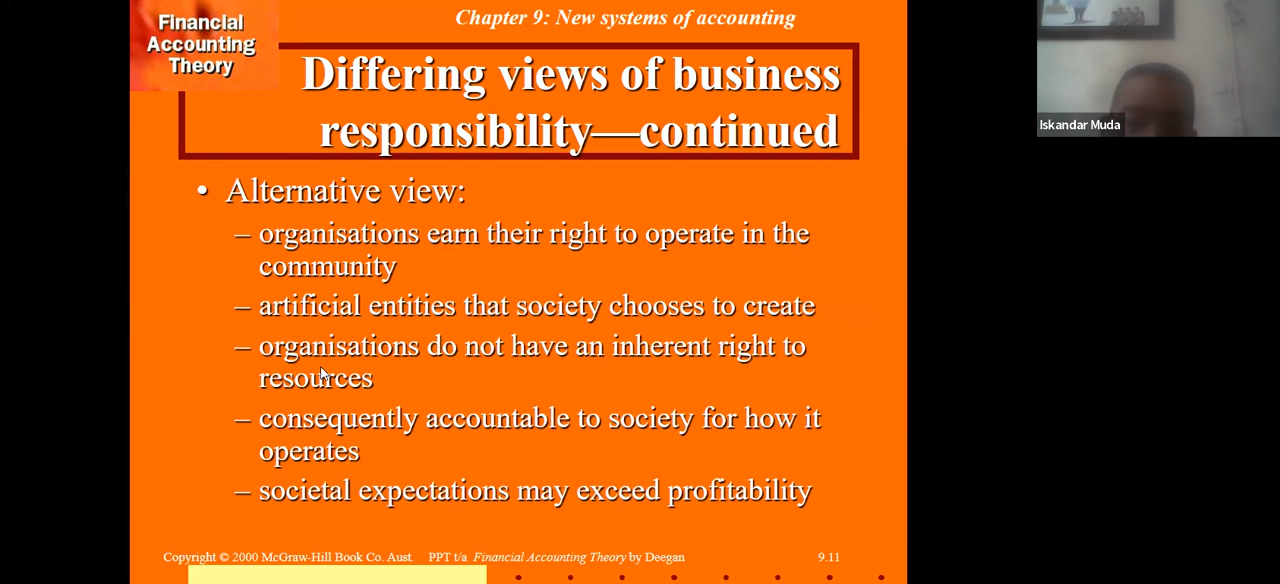 Financial
Accounting
Theory
Chapter 9: New systems of accounting
Differing views of business
responsibility—continued
• Alternative view:
– organisations earn their right to operate in the
community
– artificial entities that society chooses to create
– organisations do not have an inherent right to
resources
– consequently accountable to society for how it
operates
– societal expectations may exceed profitability
Copyright © 2000 McGraw-Hill Book Co. Aust. PPT t/a Financial Accounting Theory by Deegan
9.11
Iskandar Muda